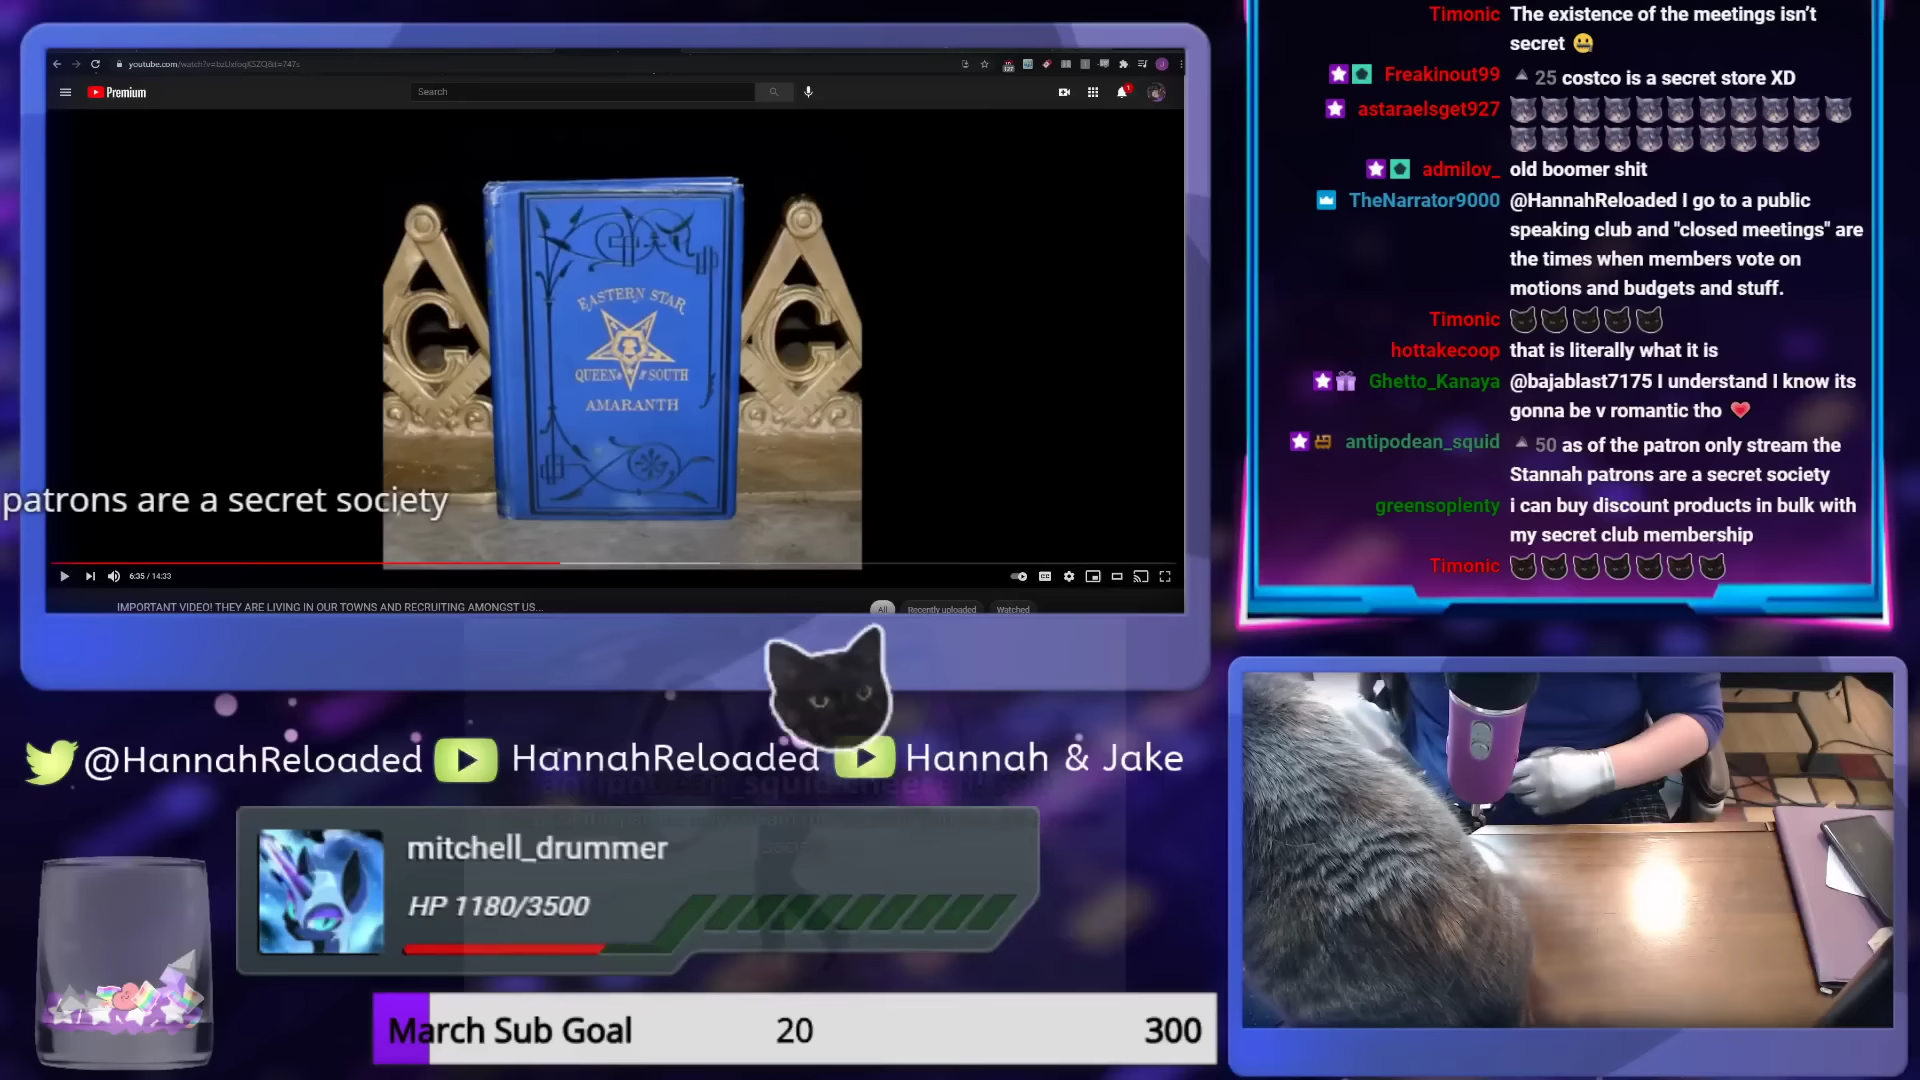 youtube.com/watch?v=bzUxfoqKSZQ&t=747s
Premium
Search
EASTERN STAR
QUEEN OF SOUTH
AMARANTH
G
G
patrons are a secret society
6:35 / 14:33
IMPORTANT VIDEO! THEY ARE LIVING IN OUR TOWNS AND RECRUITING AMONGST US...
All
Recently uploaded
Watched
Timonic The existence of the meetings isn't
secret
Freakinout99 25 costco is a secret store XD
astaraelsget927
admilov_ old boomer shit
TheNarrator9000 @HannahReloaded I go to a public
speaking club and "closed meetings" are
the times when members vote on
motions and budgets and stuff.
Timonic
hottakecoop that is literally what it is
Ghetto_Kanaya @bajablast7175 I understand I know its
gonna be v romantic tho
antipodean_squid 50 as of the patron only stream the
Stannah patrons are a secret society
greensoplenty i can buy discount products in bulk with
my secret club membership
Timonic
@HannahReloaded HannahReloaded Hannah & Jake
mitchell_drummer
HP 1180/3500
March Sub Goal 20 300